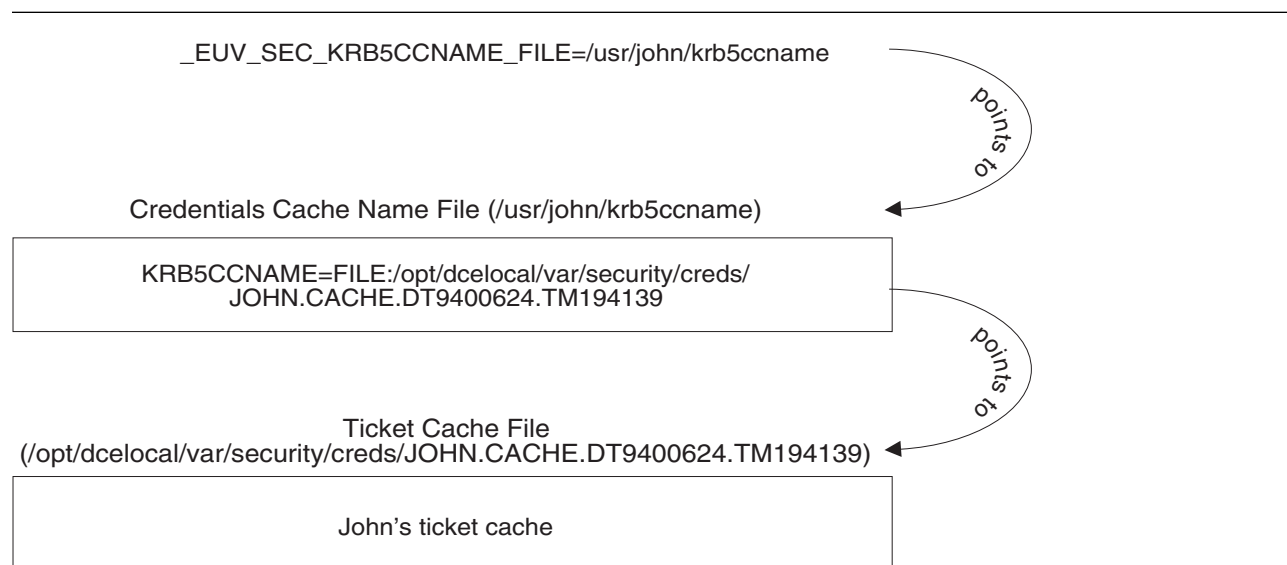 _EUV_SEC_KRB5CCNAME_FILE=/usr/john/krb5ccname
points to
Credentials Cache Name File (/usr/john/krb5ccname)
KRB5CCNAME=FILE:/opt/dcelocal/var/security/creds/
JOHN.CACHE.DT9400624.TM194139
points to
Ticket Cache File
(/opt/dcelocal/var/security/creds/JOHN.CACHE.DT9400624.TM194139)
John's ticket cache